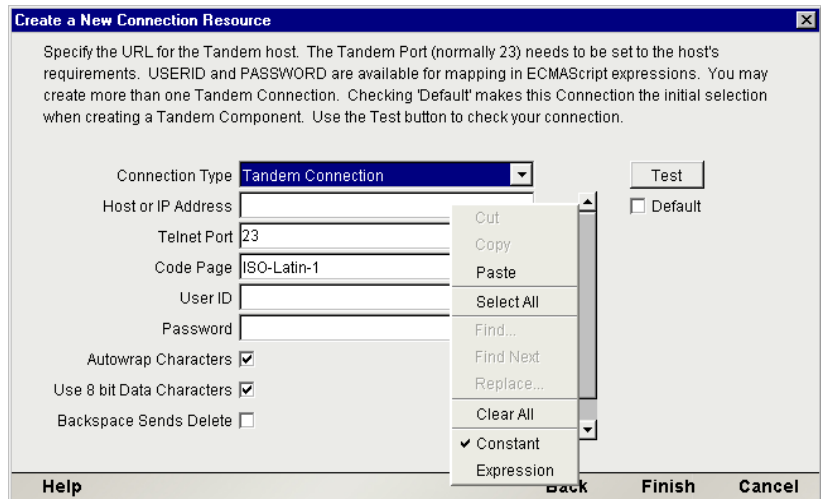 Create a New Connection Resource
Specify the URL for the Tandem host. The Tandem Port (normally 23) needs to be set to the host's
requirements. USERID and PASSWORD are available for mapping in ECMAScript expressions. You may
create more than one Tandem Connection. Checking 'Default' makes this Connection the initial selection
when creating a Tandem Component. Use the Test button to check your connection.
Connection Type Tandem Connection Test
Host or IP Address Default
Telnet Port 23
Code Page ISO-Latin-1
User ID
Password
Autowrap Characters
Use 8 bit Data Characters
Backspace Sends Delete
Cut
Copy
Paste
Select All
Find...
Find Next
Replace...
Clear All
Constant
Expression
Help Back Finish Cancel